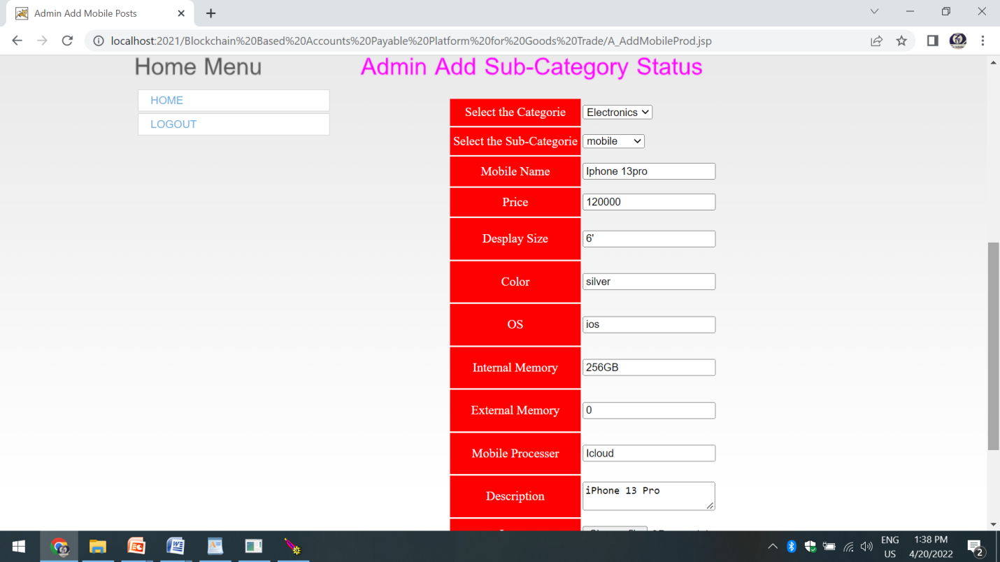 Admin Add Mobile Posts
localhost:2021/Blockchain%20Based%20Accounts%20Payable%20Platform%20for%20Goods%20Trade/A_AddMobileProd.jsp
Home Menu
HOME
LOGOUT
Admin Add Sub-Category Status
Select the Categorie Electronics
Select the Sub-Categorie mobile
Mobile Name Iphone 13pro
Price 120000
Desplay Size 6'
Color silver
OS ios
Internal Memory 256GB
External Memory 0
Mobile Processer Icloud
Description iPhone 13 Pro
ENG 1:38 PM
US 4/20/2022 2